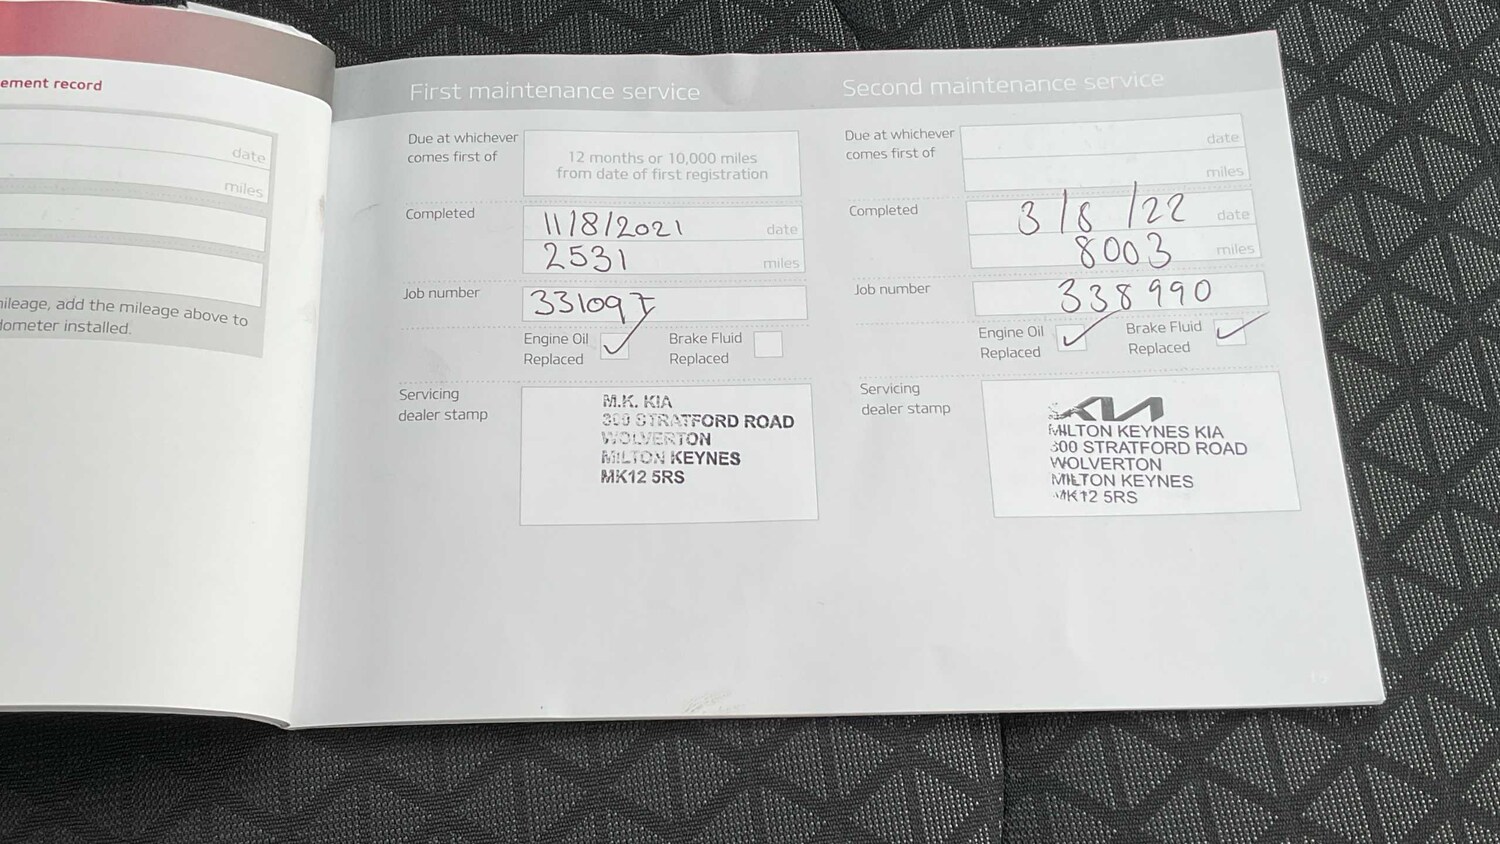 ement record
date
miles
nileage, add the mileage above to
dometer installed.
First maintenance service
Due at whichever
comes first of
12 months or 10,000 miles
from date of first registration
Completed
11/8/2021 date
2531 miles
Job number
331097
Engine Oil
Replaced
Brake Fluid
Replaced
Servicing
dealer stamp
M.K. KIA
300 STRATFORD ROAD
WOLVERTON
MILTON KEYNES
MK12 5RS
Second maintenance service
Due at whichever
comes first of
date
miles
Completed
3/8/22 date
8003 miles
Job number
338990
Engine Oil
Replaced
Brake Fluid
Replaced
Servicing
dealer stamp
KIA
MILTON KEYNES KIA
300 STRATFORD ROAD
WOLVERTON
MILTON KEYNES
MK12 5RS